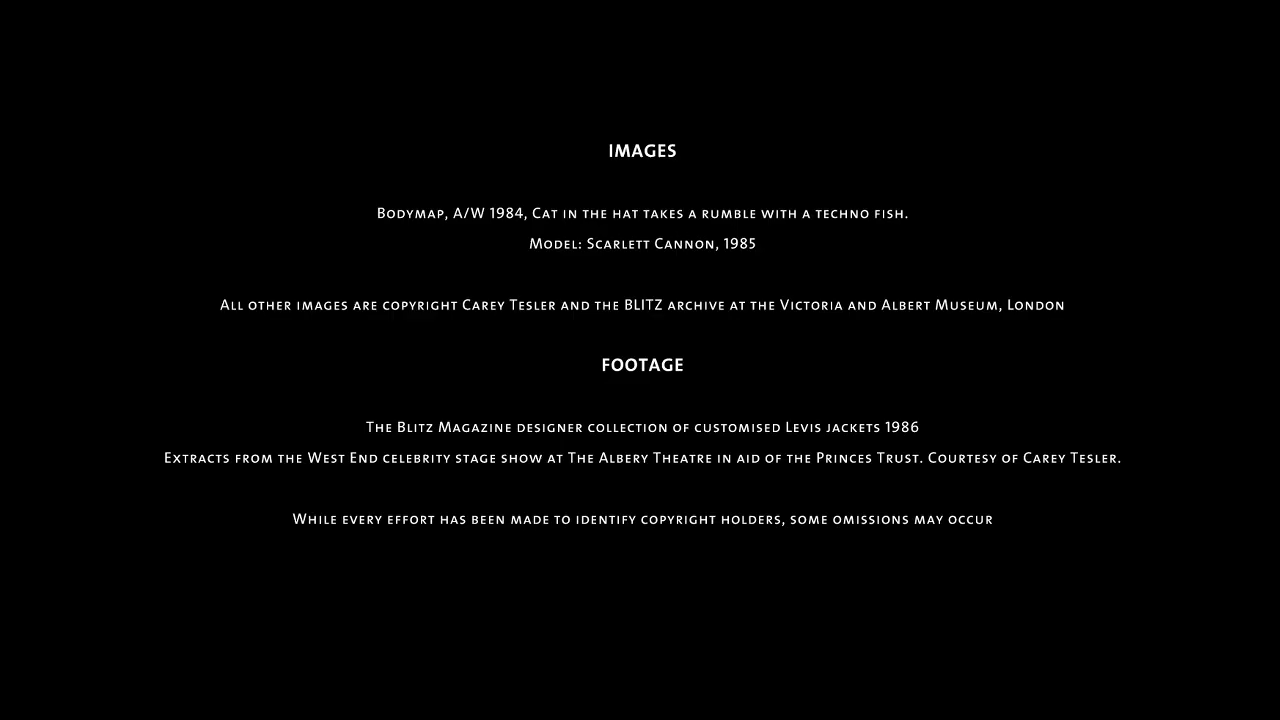 IMAGES
Bodymap, A/W 1984, Cat in the hat takes a rumble with a techno fish.
Model: Scarlett Cannon, 1985
All other images are copyright Carey Tesler and the BLITZ archive at the Victoria and Albert Museum, London
FOOTAGE
The Blitz Magazine designer collection of customised Levis jackets 1986
Extracts from the West End celebrity stage show at The Albery Theatre in aid of the Princes Trust. Courtesy of Carey Tesler.
While every effort has been made to identify copyright holders, some omissions may occur